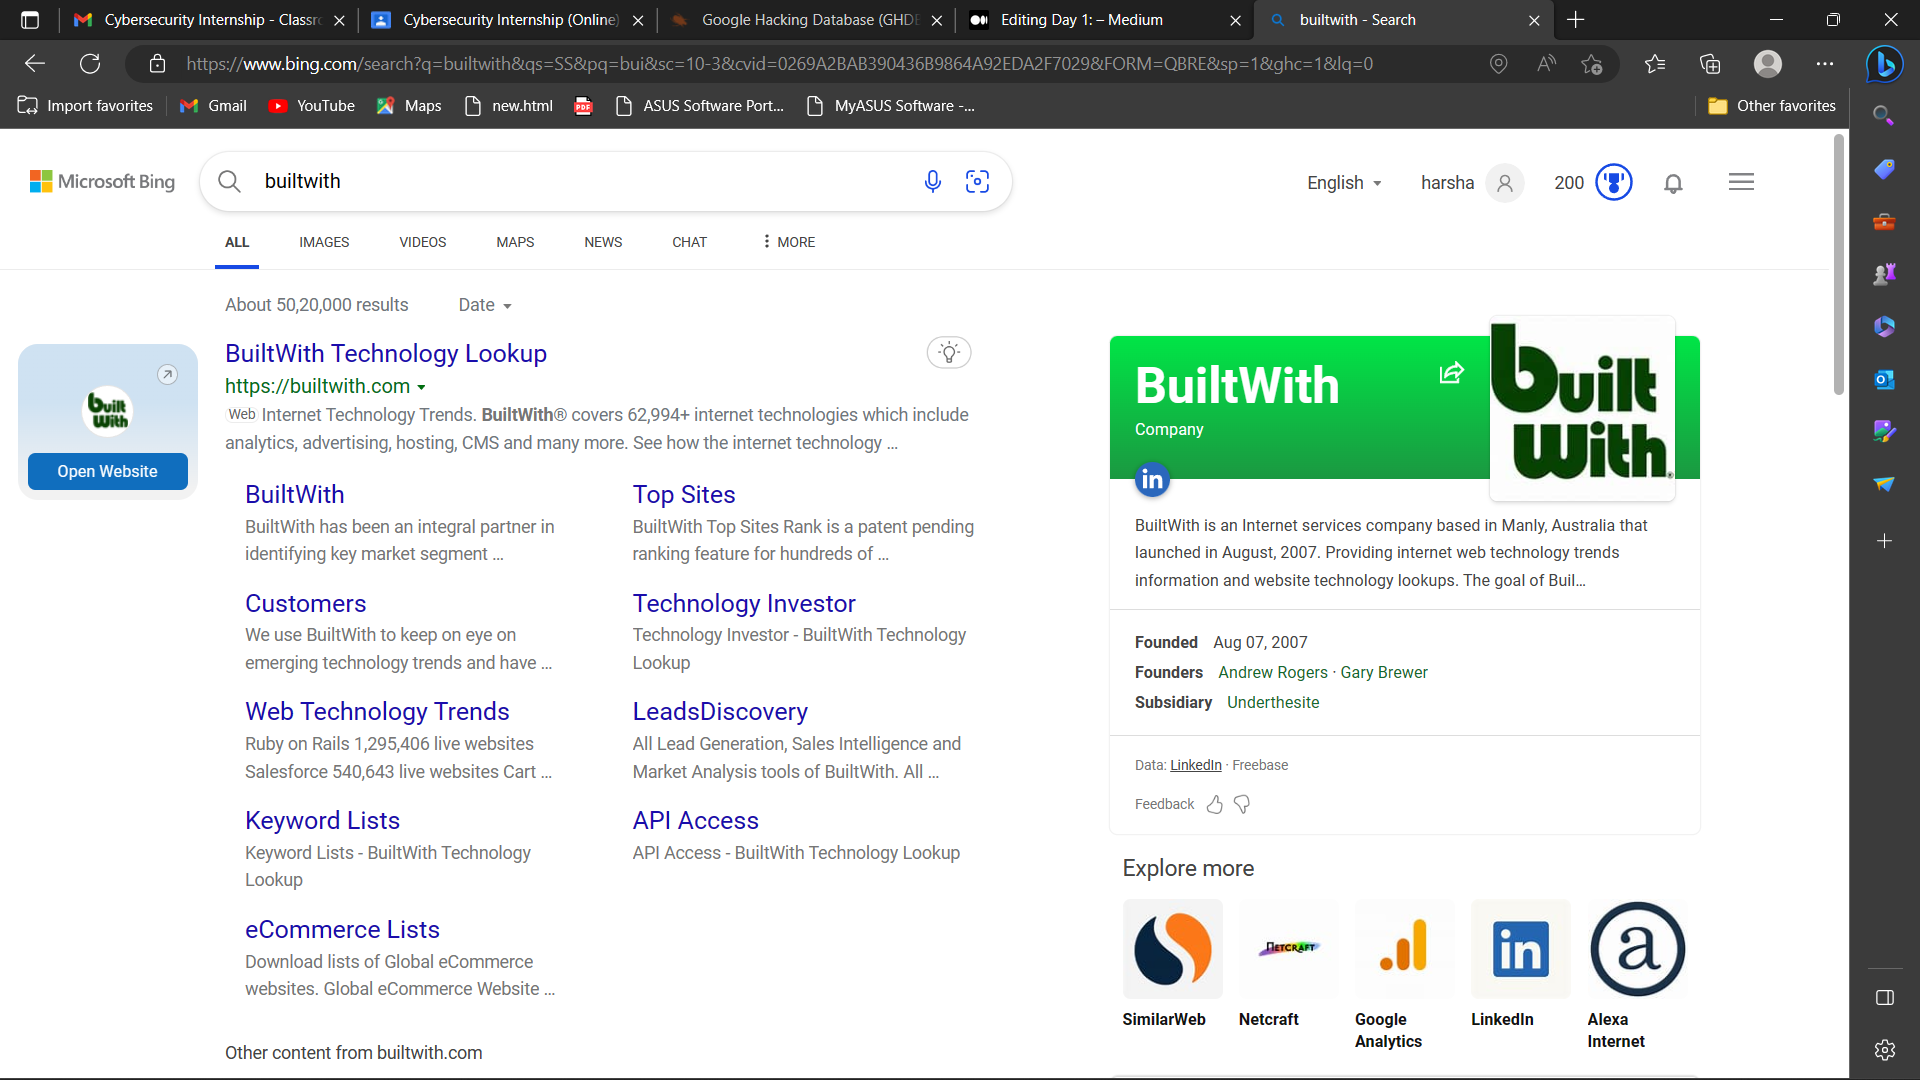 Cybersecurity Internship - Classr
Cybersecurity Internship (Online)
Google Hacking Database (GHDB
Editing Day 1: – Medium
builtwith - Search
https://www.bing.com/search?q=builtwith&qs=SS&pq=bui&sc=10-3&cvid=0269A2BAB390436B9864A92EDA2F7029&FORM=QBRE&sp=1&ghc=1&lq=0
Import favorites
Gmail
YouTube
Maps
new.html
PDF
ASUS Software Port...
MyASUS Software -...
Other favorites
Microsoft Bing
builtwith
English
harsha
200
ALL
IMAGES
VIDEOS
MAPS
NEWS
CHAT
MORE
About 50,20,000 results
Date
built
with
Open Website
BuiltWith Technology Lookup
https://builtwith.com
Web Internet Technology Trends. BuiltWith® covers 62,994+ internet technologies which include
analytics, advertising, hosting, CMS and many more. See how the internet technology ...
BuiltWith
BuiltWith has been an integral partner in
identifying key market segment ...
Top Sites
BuiltWith Top Sites Rank is a patent pending
ranking feature for hundreds of ...
Customers
We use BuiltWith to keep on eye on
emerging technology trends and have ...
Technology Investor
Technology Investor - BuiltWith Technology
Lookup
Web Technology Trends
Ruby on Rails 1,295,406 live websites
Salesforce 540,643 live websites Cart ...
LeadsDiscovery
All Lead Generation, Sales Intelligence and
Market Analysis tools of BuiltWith. All ...
Keyword Lists
Keyword Lists - BuiltWith Technology
Lookup
API Access
API Access - BuiltWith Technology Lookup
eCommerce Lists
Download lists of Global eCommerce
websites. Global eCommerce Website ...
Other content from builtwith.com
BuiltWith
Company
built
with®
in
BuiltWith is an Internet services company based in Manly, Australia that
launched in August, 2007. Providing internet web technology trends
information and website technology lookups. The goal of Buil...
Founded Aug 07, 2007
Founders Andrew Rogers · Gary Brewer
Subsidiary Underthesite
Data: LinkedIn · Freebase
Feedback
Explore more
NETCRAFT
in
a
SimilarWeb
Netcraft
Google
Analytics
LinkedIn
Alexa
Internet